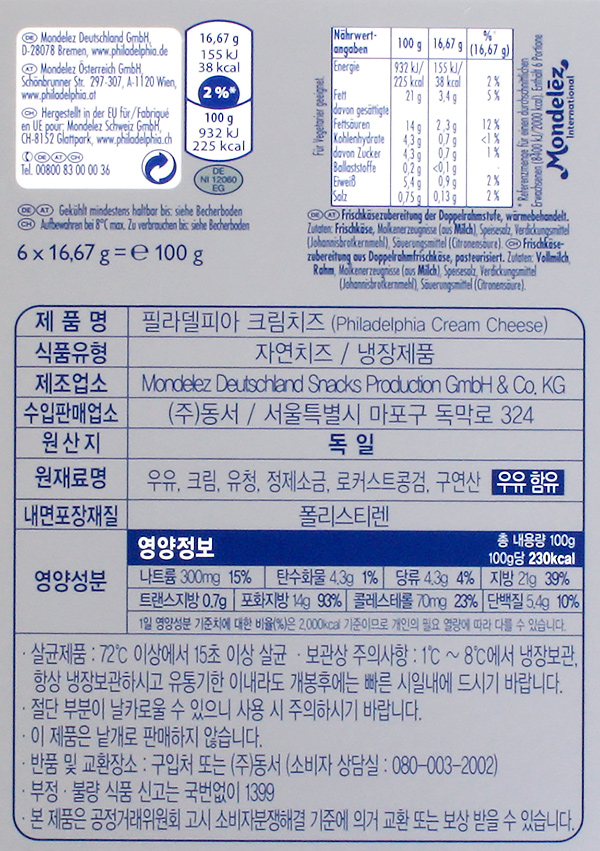 DE Mondelez Deutschland GmbH,
D-28078 Bremen, www.philadelphia.de
AT Mondelez Österreich GmbH,
Schönbrunner Str. 297-307, A-1120 Wien,
www.philadelphia.at
CH Hergestellt in der EU für/Fabriqué
en UE pour: Mondelez Schweiz GmbH,
CH-8152 Glattpark, www.philadelphia.ch
DE AT CH
Tel. 00800 83 00 00 36
16,67 g
155 kJ
38 kcal
2 %*
100 g
932 kJ
225 kcal
DE
NI 12060
EG
DE AT Gekühlt mindestens haltbar bis: siehe Becherboden
CH Aufbewahren bei 8°C max. Zu verbrauchen bis: siehe Becherboden
6 x 16,67 g = e 100 g
Für Vegetarier geeignet.
Nährwert-angaben 100 g 16,67 g %* (16,67 g)
Energie 932 kJ/ 155 kJ/
225 kcal 38 kcal 2 %
Fett 21 g 3,4 g 5 %
davon gesättigte
Fettsäuren 14 g 2,3 g 12 %
Kohlenhydrate 4,3 g 0,7 g <1 %
davon Zucker 4,3 g 0,7 g 1 %
Ballaststoffe 0,2 g <0,1 g
Eiweiß 5,4 g 0,9 g 2 %
Salz 0,75 g 0,13 g 2 %
* Referenzmenge für einen durchschnittlichen
Erwachsenen (8400 kJ/2000 kcal). Enthält 6 Portionen
Mondelēz
International
DE AT Frischkäsezubereitung der Doppelrahmstufe, wärmebehandelt.
Zutaten: Frischkäse, Molkenerzeugnisse (aus Milch), Speisesalz, Verdickungsmittel
(Johannisbrotkernmehl), Säuerungsmittel (Citronensäure). CH Frischkäse-
zubereitung aus Doppelrahmfrischkäse, pasteurisiert. Zutaten: Vollmilch,
Rahm, Molkenerzeugnisse (aus Milch), Speisesalz, Verdickungsmittel
(Johannisbrotkernmehl), Säuerungsmittel (Citronensäure).
제 품 명 필라델피아 크림치즈 (Philadelphia Cream Cheese)
식품유형 자연치즈 / 냉장제품
제조업소 Mondelez Deutschland Snacks Production GmbH & Co. KG
수입판매업소 (주)동서 / 서울특별시 마포구 독막로 324
원 산 지 독 일
원재료명 우유, 크림, 유청, 정제소금, 로커스트콩검, 구연산 우유 함유
내면포장재질 폴리스티렌
영양성분
영양정보 총 내용량 100g
100g당 230kcal
나트륨 300mg 15% 탄수화물 4.3g 1% 당류 4.3g 4% 지방 21g 39%
트랜스지방 0.7g 포화지방 14g 93% 콜레스테롤 70mg 23% 단백질 5.4g 10%
1일 영양성분 기준치에 대한 비율(%)은 2,000kcal 기준이므로 개인의 필요 열량에 따라 다를 수 있습니다.
· 살균제품 : 72℃ 이상에서 15초 이상 살균 · 보관상 주의사항 : 1℃ ~ 8℃에서 냉장보관,
항상 냉장보관하시고 유통기한 이내라도 개봉후에는 빠른 시일내에 드시기 바랍니다.
· 절단 부분이 날카로울 수 있으니 사용 시 주의하시기 바랍니다.
· 이 제품은 낱개로 판매하지 않습니다.
· 반품 및 교환장소 : 구입처 또는 (주)동서 (소비자 상담실 : 080-003-2002)
· 부정 · 불량 식품 신고는 국번없이 1399
· 본 제품은 공정거래위원회 고시 소비자분쟁해결 기준에 의거 교환 또는 보상 받을 수 있습니다.